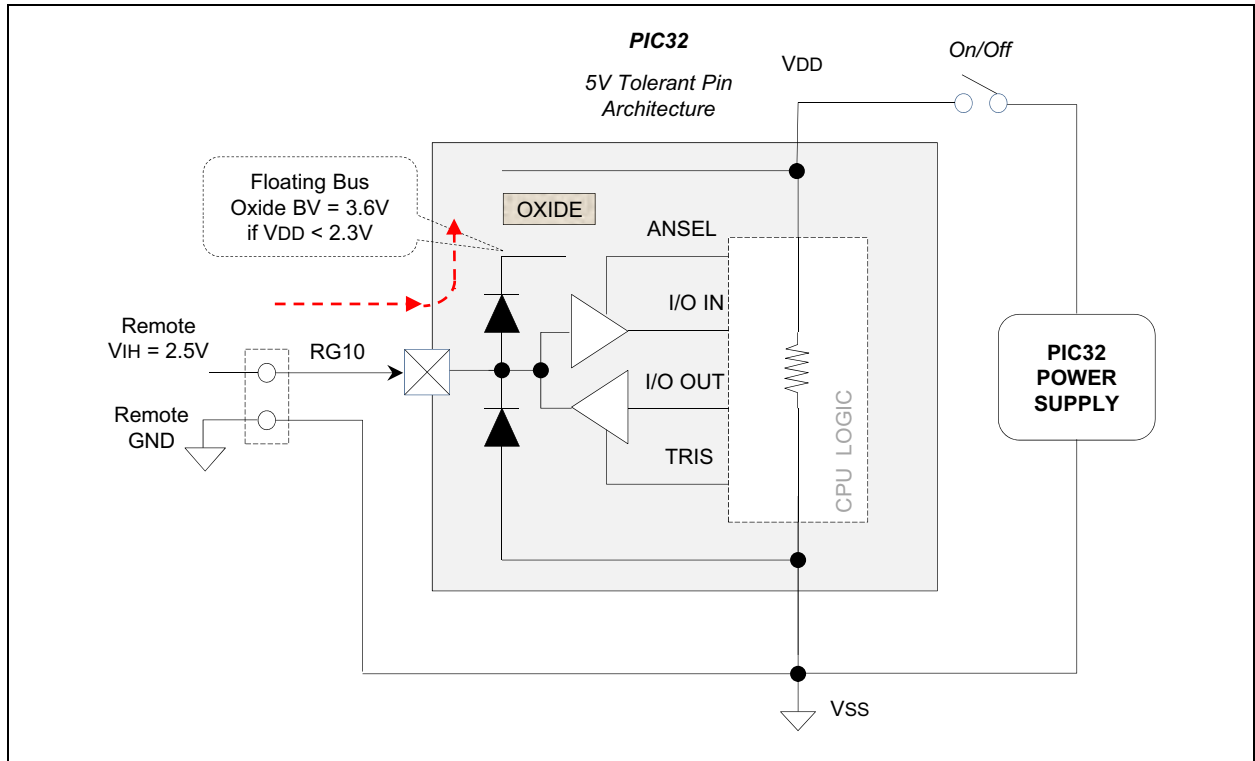 PIC32
5V Tolerant Pin
Architecture
VDD
On/Off
Floating Bus
Oxide BV = 3.6V
if VDD < 2.3V
OXIDE
ANSEL
I/O IN
Remote
VIH = 2.5V
RG10
I/O OUT
Remote
GND
TRIS
CPU LOGIC
PIC32
POWER
SUPPLY
VSS